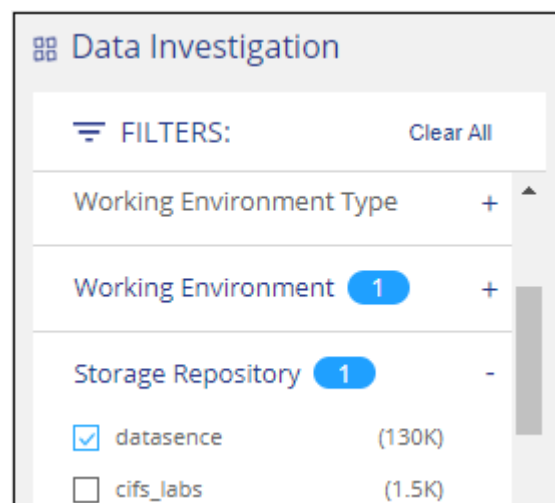 Data Investigation
FILTERS: Clear All
Working Environment Type +
Working Environment 1 +
Storage Repository 1 -
datasence (130K)
cifs_labs (1.5K)